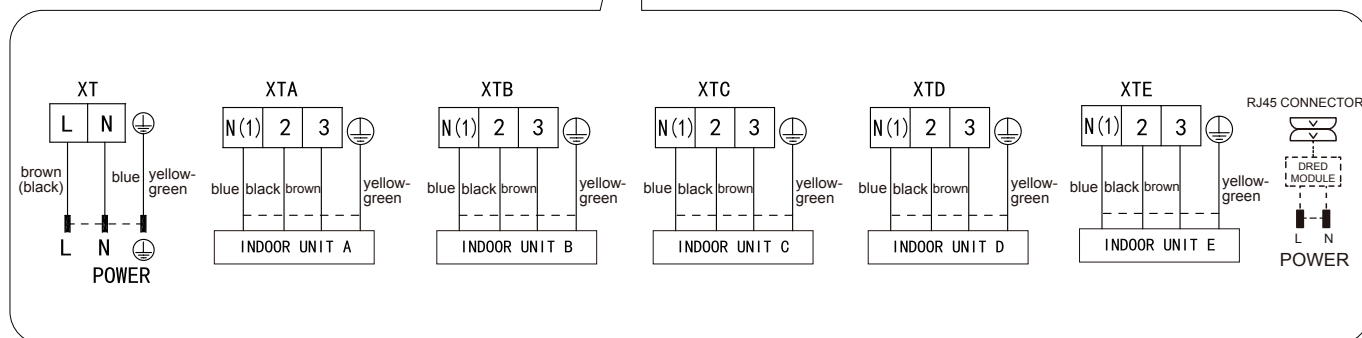 XT
L N
brown
(black)
blue
yellow-
green
L N
POWER
XTA
N(1) 2 3
blue black brown
yellow-
green
INDOOR UNIT A
XTB
N(1) 2 3
blue black brown
yellow-
green
INDOOR UNIT B
XTC
N(1) 2 3
blue black brown
yellow-
green
INDOOR UNIT C
XTD
N(1) 2 3
blue black brown
yellow-
green
INDOOR UNIT D
XTE
N(1) 2 3
blue black brown
yellow-
green
INDOOR UNIT E
RJ45 CONNECTOR
DRED
MODULE
L N
POWER